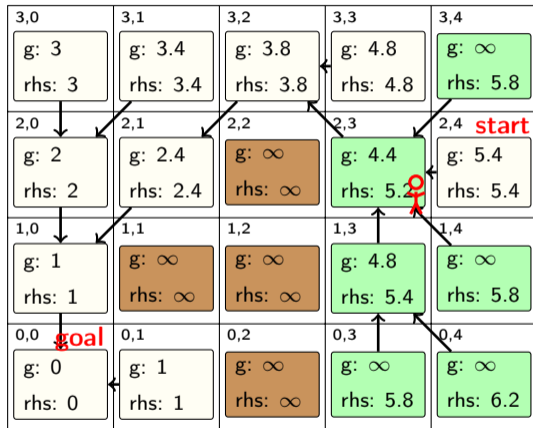 3,0 3,1 3,2 3,3 3,4
g: 3 g: 3.4 g: 3.8 g: 4.8 g: ∞
rhs: 3 rhs: 3.4 rhs: 3.8 rhs: 4.8 rhs: 5.8
2,0 2,1 2,2 2,3 2,4 start
g: 2 g: 2.4 g: ∞ g: 4.4 g: 5.4
rhs: 2 rhs: 2.4 rhs: ∞ rhs: 5.2 rhs: 5.4
1,0 1,1 1,2 1,3 1,4
g: 1 g: ∞ g: ∞ g: 4.8 g: ∞
rhs: 1 rhs: ∞ rhs: ∞ rhs: 5.4 rhs: 5.8
0,0 goal 0,1 0,2 0,3 0,4
g: 0 g: 1 g: ∞ g: ∞ g: ∞
rhs: 0 rhs: 1 rhs: ∞ rhs: 5.8 rhs: 6.2